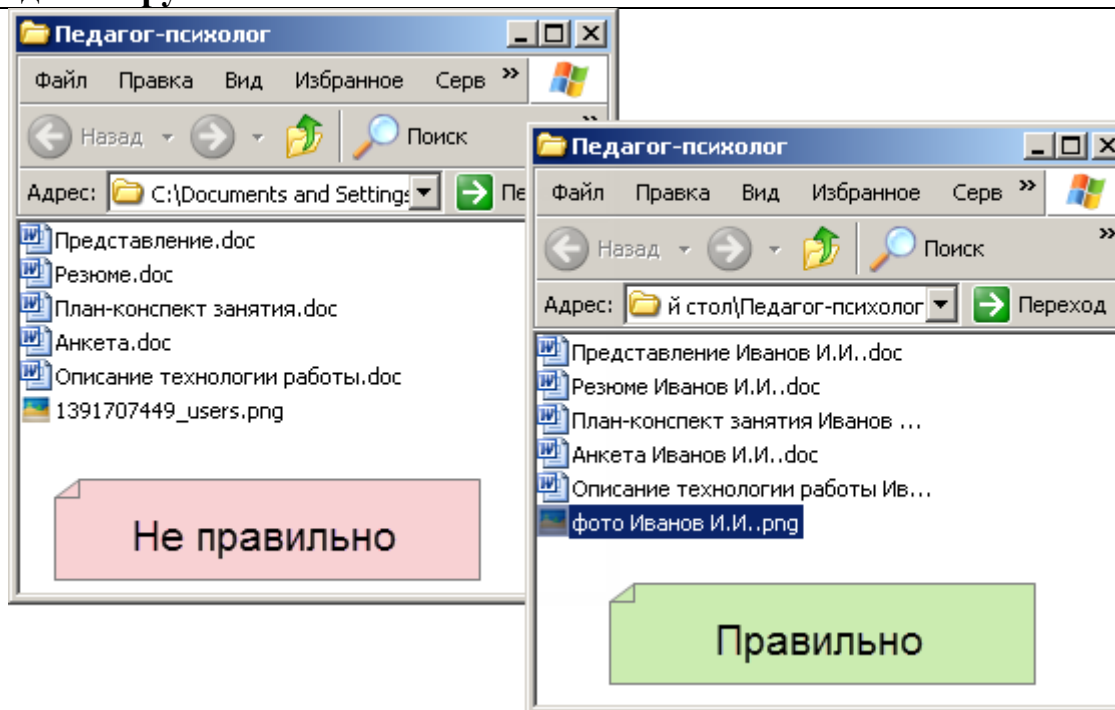 Педагог-психолог
Файл Правка Вид Избранное Серв »
Назад Поиск »
Адрес: C:\Documents and Settings Пе
Представление.doc
Резюме.doc
План-конспект занятия.doc
Анкета.doc
Описание технологии работы.doc
1391707449_users.png
Не правильно
Педагог-психолог
Файл Правка Вид Избранное Серв »
Назад Поиск »
Адрес: й стол\Педагог-психолог Переход
Представление Иванов И.И..doc
Резюме Иванов И.И..doc
План-конспект занятия Иванов ...
Анкета Иванов И.И..doc
Описание технологии работы Ив...
фото Иванов И.И..png
Правильно